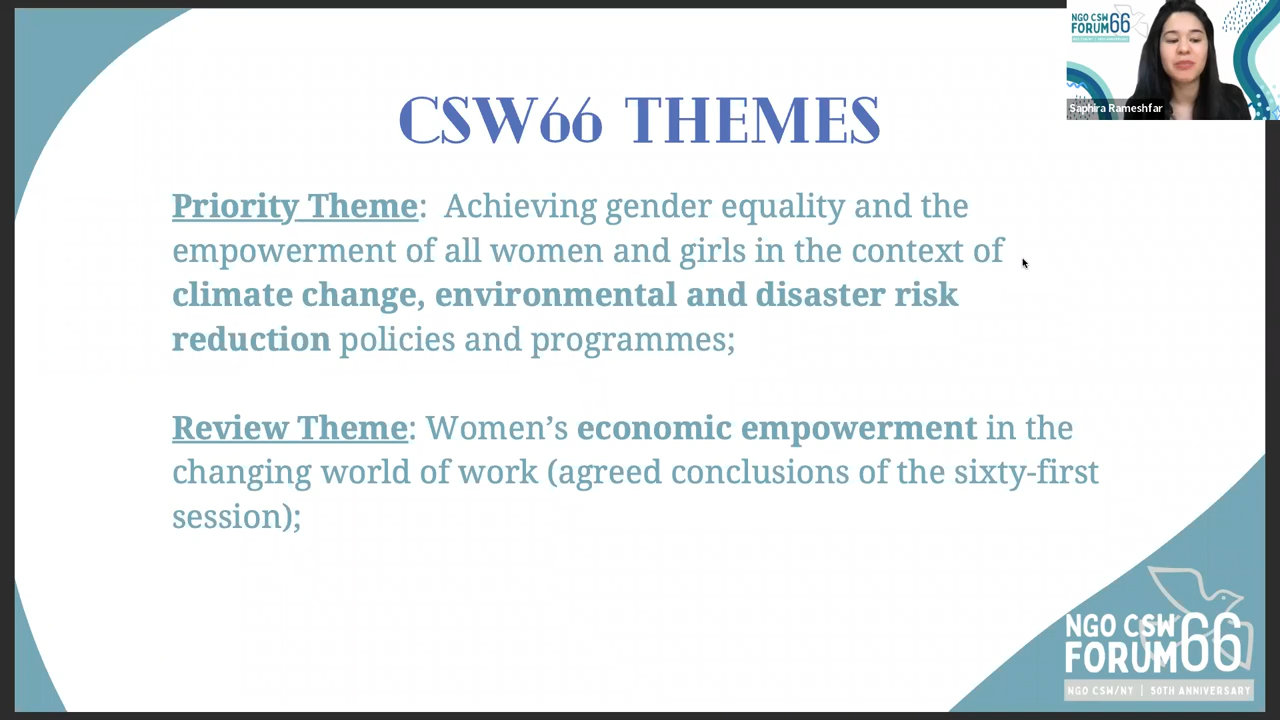 CSW66 THEMES
Priority Theme: Achieving gender equality and the
empowerment of all women and girls in the context of
climate change, environmental and disaster risk
reduction policies and programmes;
Review Theme: Women’s economic empowerment in the
changing world of work (agreed conclusions of the sixty-first
session);
NGO CSW
FORUM66
Saphira Rameshfar
NGO CSW
FORUM66
NGO CSW/NY | 50TH ANNIVERSARY